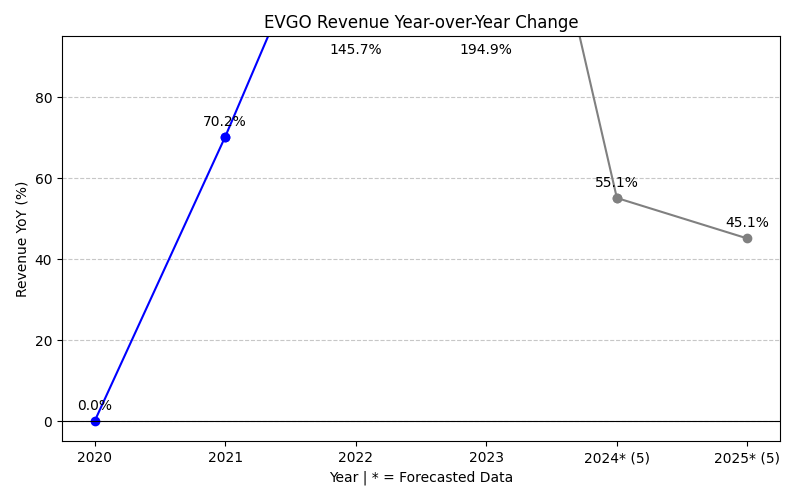 EVGO Revenue Year-over-Year Change
145.7%
194.9%
80
70.2%
60
55.1%
45.1%
40
20
0.0%
0
Revenue YoY (%)
2020 2021 2022 2023 2024* (5) 2025* (5)
Year | * = Forecasted Data